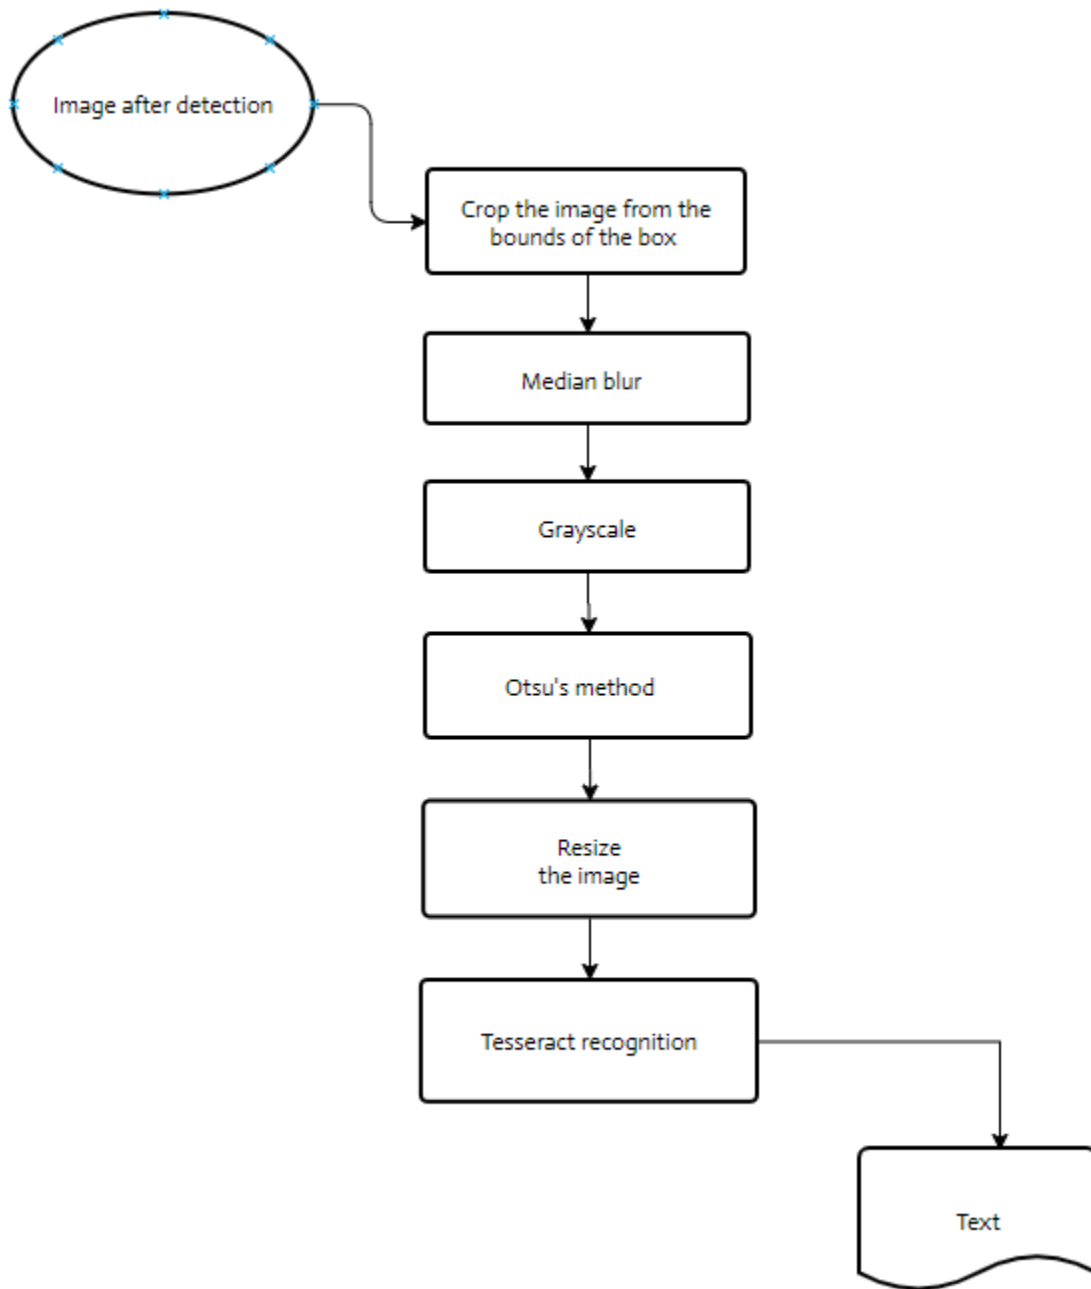 Image after detection
Crop the image from the
bounds of the box
Median blur
Grayscale
Otsu's method
Resize
the image
Tesseract recognition
Text